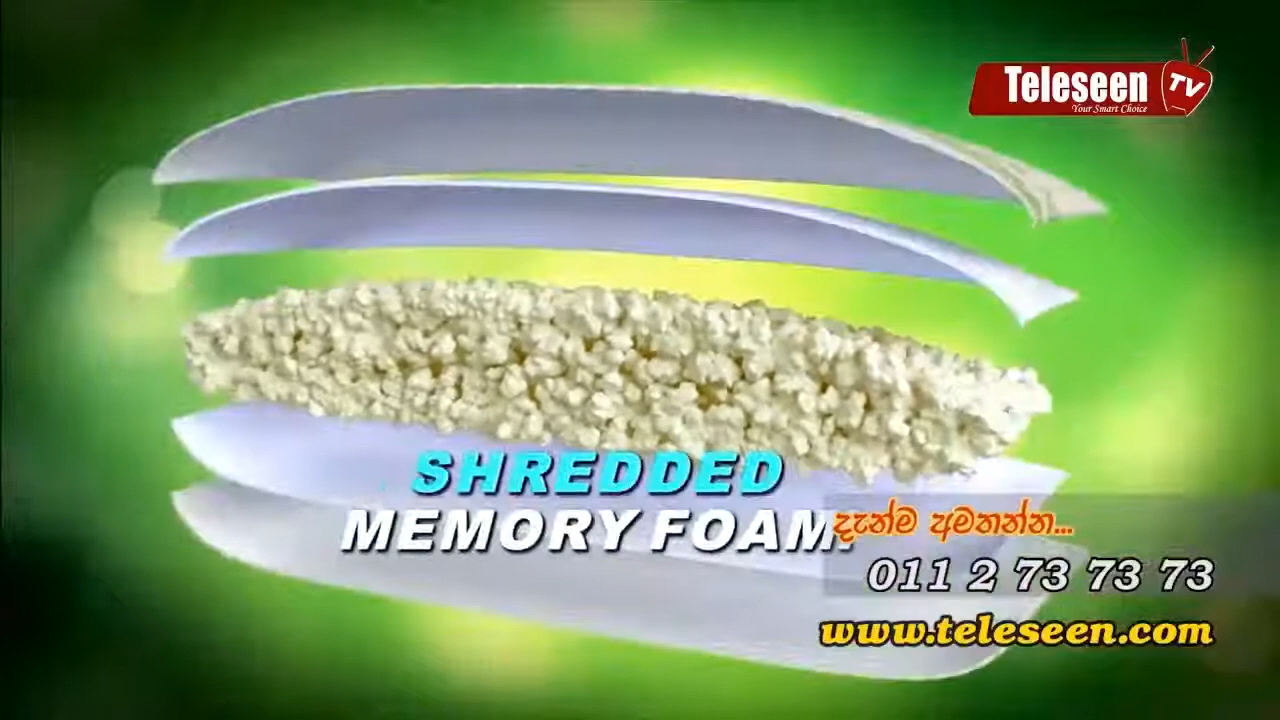 Teleseen
TV
Your Smart Choice
SHREDDED
MEMORY FOAM.
දැන්ම අමතන්න...
011 2 73 73 73
www.teleseen.com